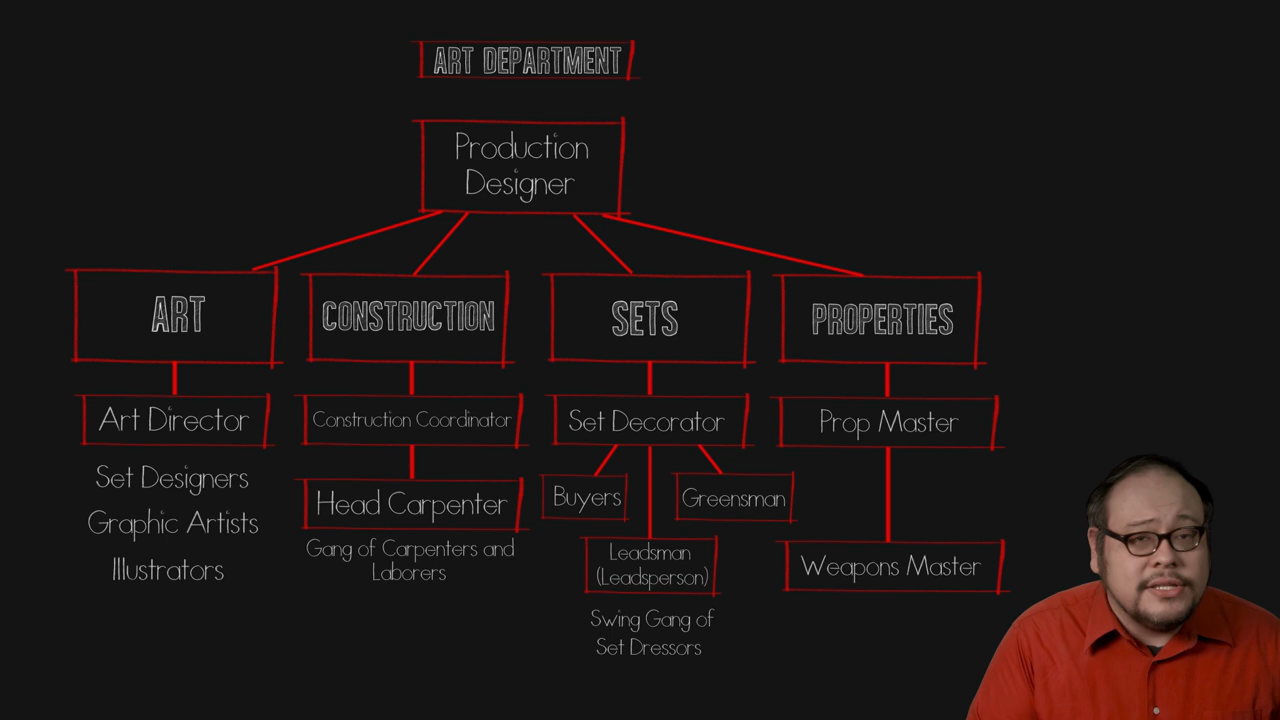 ART DEPARTMENT
Production
Designer
ART
CONSTRUCTION
SETS
PROPERTIES
Art Director
Construction Coordinator
Set Decorator
Prop Master
Set Designers
Graphic Artists
Illustrators
Head Carpenter
Gang of Carpenters and
Laborers
Buyers
Greensman
Leadsman
(Leadsperson)
Swing Gang of
Set Dressors
Weapons Master